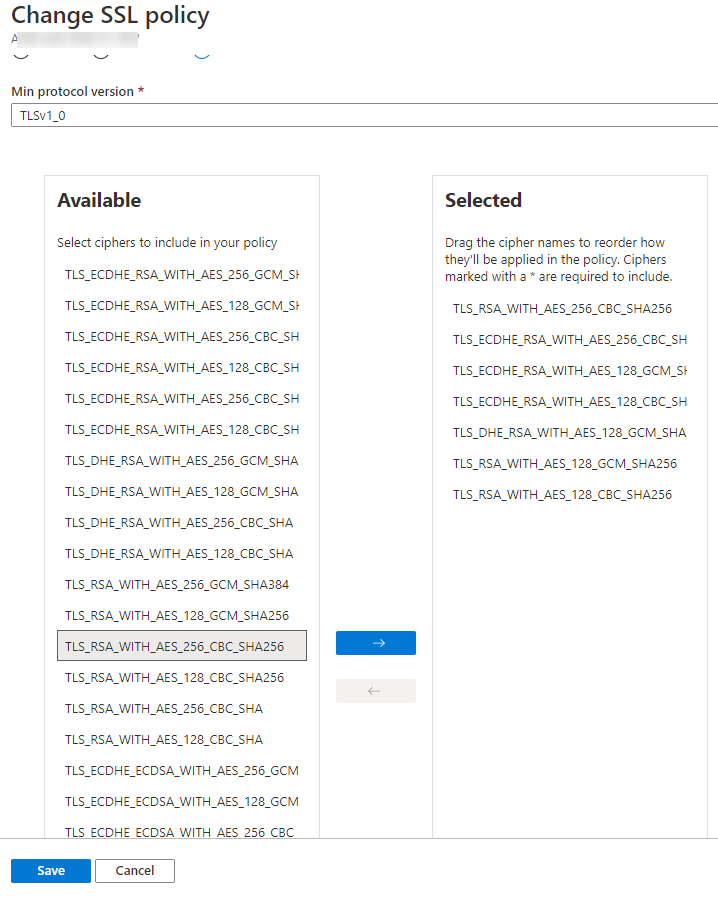 Change SSL policy
Min protocol version *
TLSv1_0
Available
Select ciphers to include in your policy
TLS_ECDHE_RSA_WITH_AES_256_GCM_SH
TLS_ECDHE_RSA_WITH_AES_128_GCM_SH
TLS_ECDHE_RSA_WITH_AES_256_CBC_SH
TLS_ECDHE_RSA_WITH_AES_128_CBC_SH
TLS_ECDHE_RSA_WITH_AES_256_CBC_SH
TLS_ECDHE_RSA_WITH_AES_128_CBC_SH
TLS_DHE_RSA_WITH_AES_256_GCM_SHA
TLS_DHE_RSA_WITH_AES_128_GCM_SHA
TLS_DHE_RSA_WITH_AES_256_CBC_SHA
TLS_DHE_RSA_WITH_AES_128_CBC_SHA
TLS_RSA_WITH_AES_256_GCM_SHA384
TLS_RSA_WITH_AES_128_GCM_SHA256
TLS_RSA_WITH_AES_256_CBC_SHA256
TLS_RSA_WITH_AES_128_CBC_SHA256
TLS_RSA_WITH_AES_256_CBC_SHA
TLS_RSA_WITH_AES_128_CBC_SHA
TLS_ECDHE_ECDSA_WITH_AES_256_GCM
TLS_ECDHE_ECDSA_WITH_AES_128_GCM
TLS_ECDHE_ECDSA_WITH_AES_256_CBC
Selected
Drag the cipher names to reorder how
they'll be applied in the policy. Ciphers
marked with a * are required to include.
TLS_RSA_WITH_AES_256_CBC_SHA256
TLS_ECDHE_RSA_WITH_AES_256_CBC_SH
TLS_ECDHE_RSA_WITH_AES_128_GCM_SH
TLS_ECDHE_RSA_WITH_AES_128_CBC_SH
TLS_DHE_RSA_WITH_AES_128_GCM_SHA
TLS_RSA_WITH_AES_128_GCM_SHA256
TLS_RSA_WITH_AES_128_CBC_SHA256
Save
Cancel